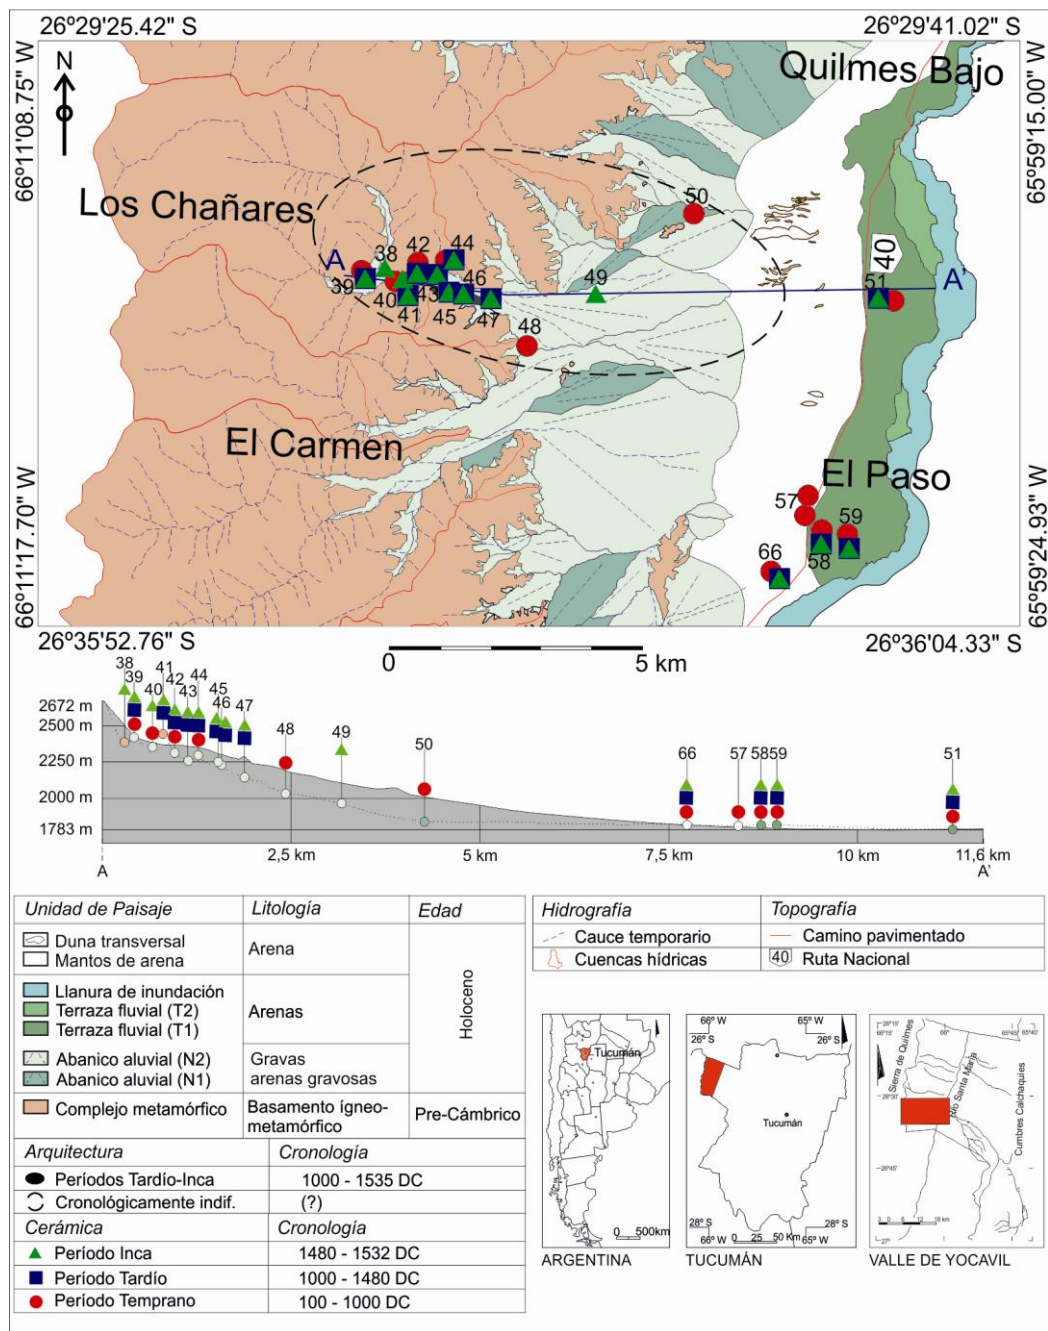 26º29'25.42" S
26º29'41.02" S
66º11'08.75" W
65º59'15.00" W
N
Quilmes Bajo
Los Chañares
50
42
44
38
A
40
39
40
41
43
45
46
47
49
51
A'
48
El Carmen
El Paso
57
59
58
66
66º11'17.70" W
65º59'24.93" W
26º35'52.76" S
26º36'04.33" S
0
5 km
38
39
40
41
42
43
44
45
46
47
48
49
50
66
57
58
59
51
2672 m
2500 m
2250 m
2000 m
1783 m
2,5 km
5 km
7,5 km
10 km
11,6 km
A
A'
Unidad de Paisaje
Litología
Edad
Duna transversal
Mantos de arena
Arena
Llanura de inundación
Terraza fluvial (T2)
Terraza fluvial (T1)
Arenas
Abanico aluvial (N2)
Abanico aluvial (N1)
Gravas
arenas gravosas
Holoceno
Complejo metamórfico
Basamento ígneo-
metamórfico
Pre-Cámbrico
Arquitectura
Cronología
Períodos Tardío-Inca
1000 - 1535 DC
Cronológicamente indif.
(?)
Cerámica
Cronología
Período Inca
1480 - 1532 DC
Período Tardío
1000 - 1480 DC
Período Temprano
100 - 1000 DC
Hidrografía
Topografía
Cauce temporario
Camino pavimentado
Cuencas hídricas
40
Ruta Nacional
Tucumán
0
500km
ARGENTINA
66º W
65º W
26º S
26º S
Tucumán
28º S
28º S
66º W
65º W
0 25 50 Km
TUCUMÁN
Sierra de Quilmes
Río Santa María
Cumbres Calchaquíes
VALLE DE YOCAVIL